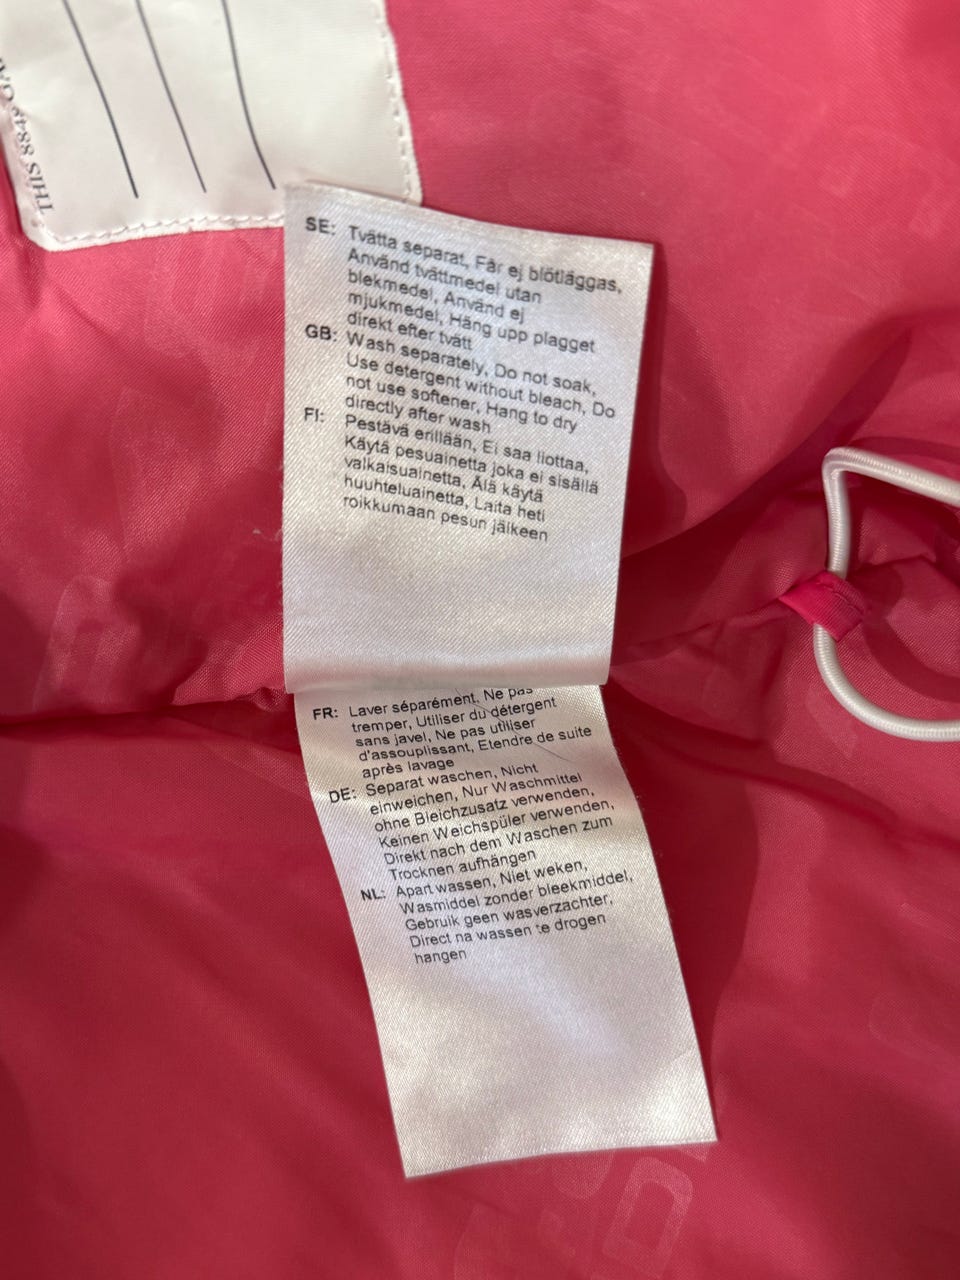 THIS 8848
SE: Tvätta separat, Får ej blötläggas,
Använd tvättmedel utan
blekmedel, Använd ej
mjukmedel, Häng upp plagget
direkt efter tvätt
GB: Wash separately, Do not soak,
Use detergent without bleach, Do
not use softener, Hang to dry
directly after wash
FI: Pestävä erillään, Ei saa liottaa,
Käytä pesuainetta joka ei sisällä
valkaisuainetta, Älä käytä
huuhteluainetta, Laita heti
roikkumaan pesun jälkeen
FR: Laver séparément, Ne pas
tremper, Utiliser du détergent
sans javel, Ne pas utiliser
d'assouplissant, Etendre de suite
après lavage
DE: Separat waschen, Nicht
einweichen, Nur Waschmittel
ohne Bleichzusatz verwenden,
Keinen Weichspüler verwenden,
Direkt nach dem Waschen zum
Trocknen aufhängen
NL: Apart wassen, Niet weken,
Wasmiddel zonder bleekmiddel,
Gebruik geen wasverzachter,
Direct na wassen te drogen
hangen